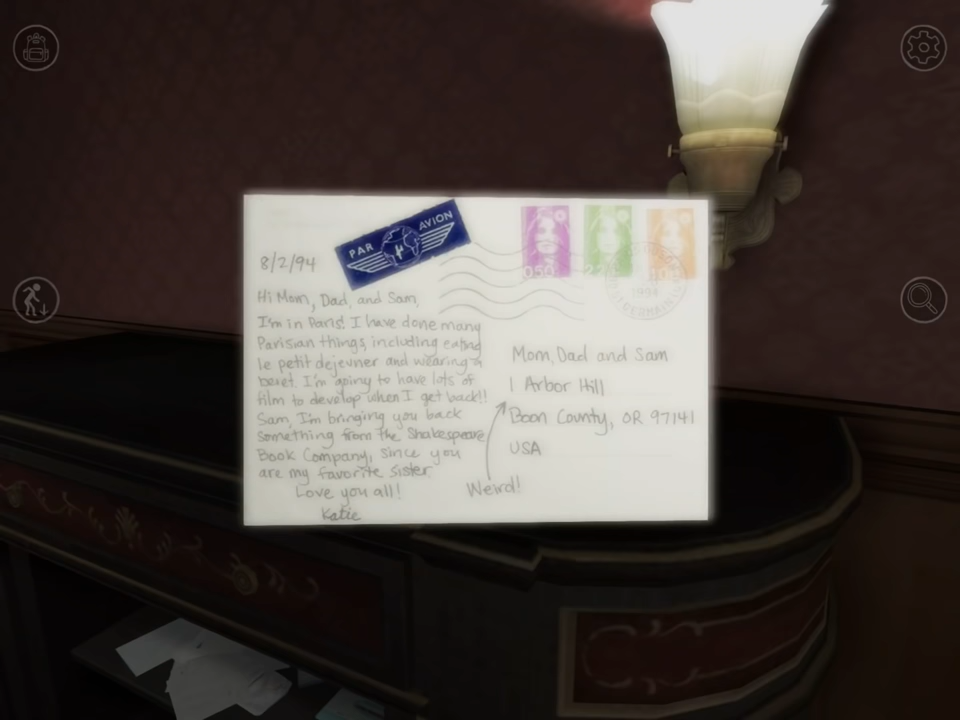 PAR AVION
8/2/94
Hi Mom, Dad, and Sam,
I'm in Paris! I have done many
Parisian things, including eating
le petit dejevner and wearing a
beret. I'm going to have lots of
film to develop when I get back!!
Sam, I'm bringing you back
something from the Shakespeare
Book Company, since you
are my favorite sister
Love you all!
Katie
0.50
1994
Mom, Dad and Sam
1 Arbor Hill
Boon County, OR 97141
USA
Weird!